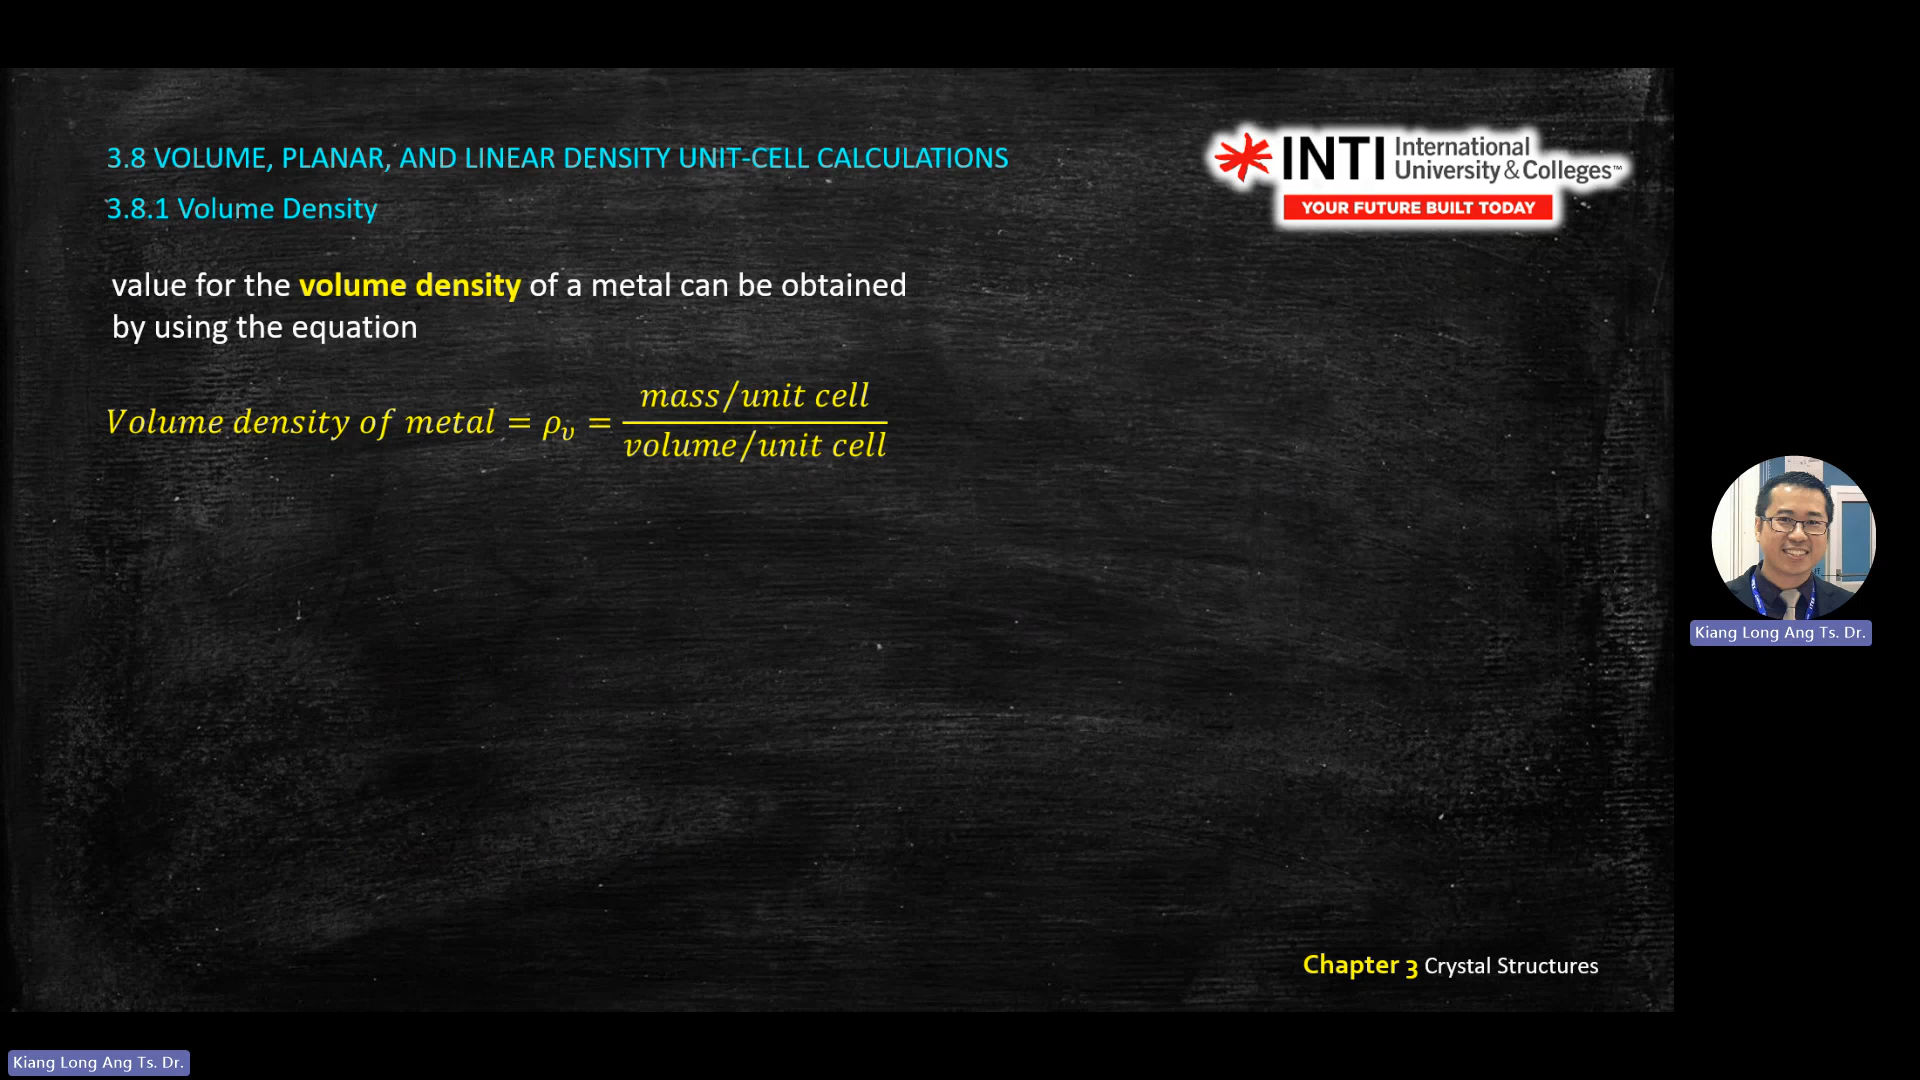 3.8 VOLUME, PLANAR, AND LINEAR DENSITY UNIT-CELL CALCULATIONS
3.8.1 Volume Density
INTI International University & Colleges™
YOUR FUTURE BUILT TODAY
value for the volume density of a metal can be obtained
by using the equation
Volume density of metal = ρᵥ = mass/unit cell
volume/unit cell
Kiang Long Ang Ts. Dr.
Chapter 3 Crystal Structures
Kiang Long Ang Ts. Dr.